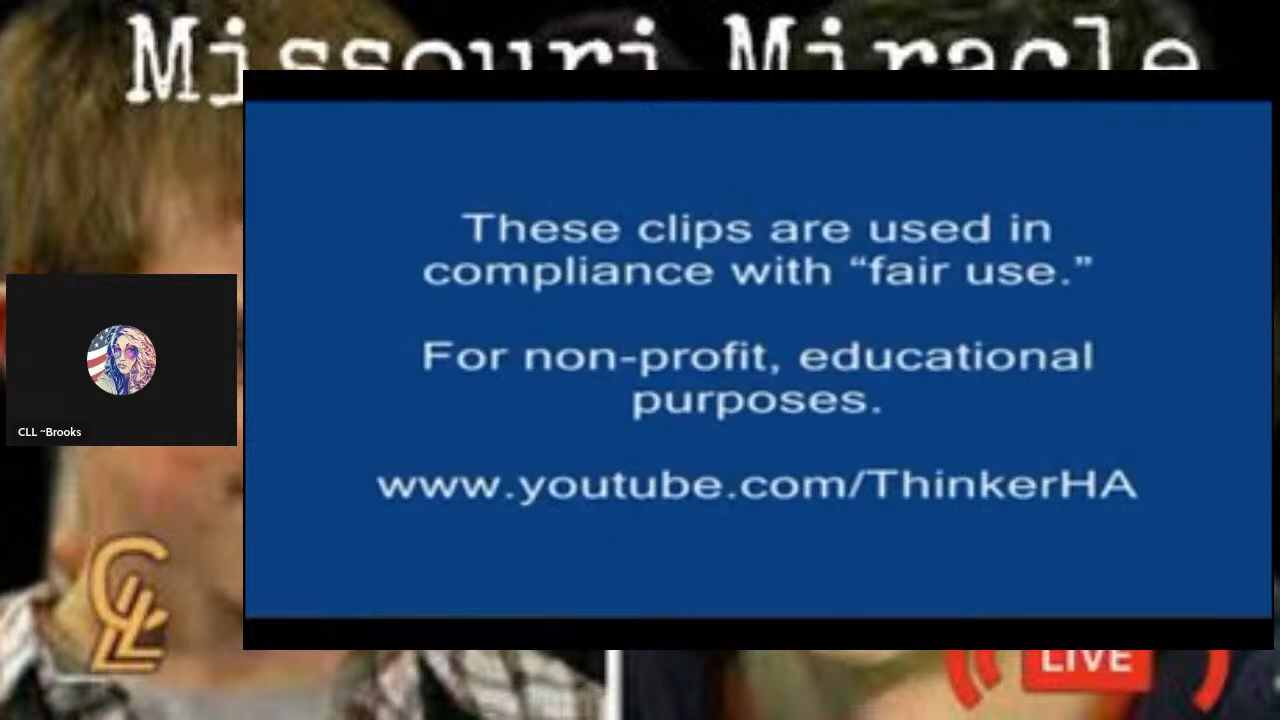 Missouri Miracle
These clips are used in
compliance with “fair use.”
For non-profit, educational
purposes.
www.youtube.com/ThinkerHA
CLL ~Brooks
CLL
LIVE